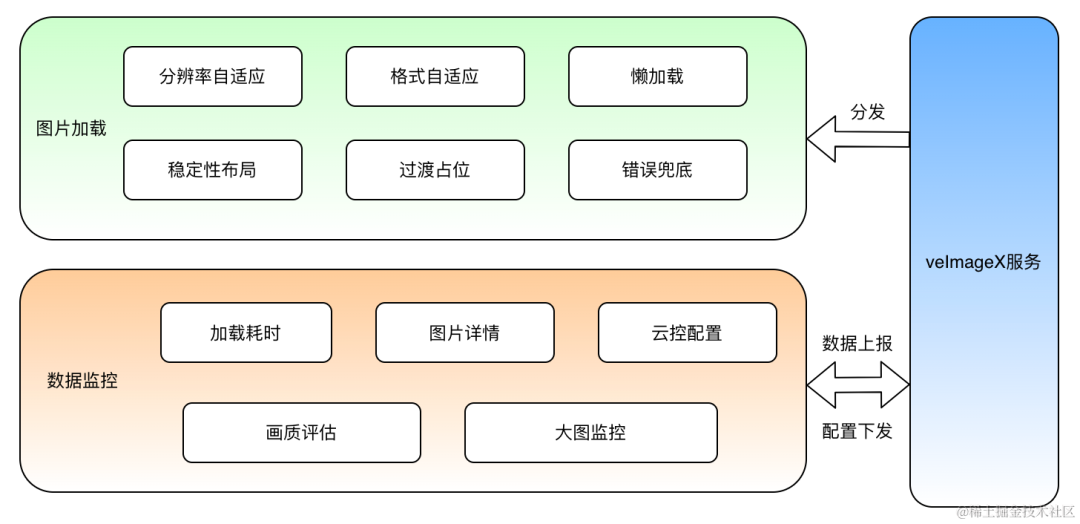 图片加载
分辨率自适应
格式自适应
懒加载
稳定性布局
过渡占位
错误兜底
分发
veImageX服务
数据监控
加载耗时
图片详情
云控配置
画质评估
大图监控
数据上报
配置下发
@稀土掘金技术社区